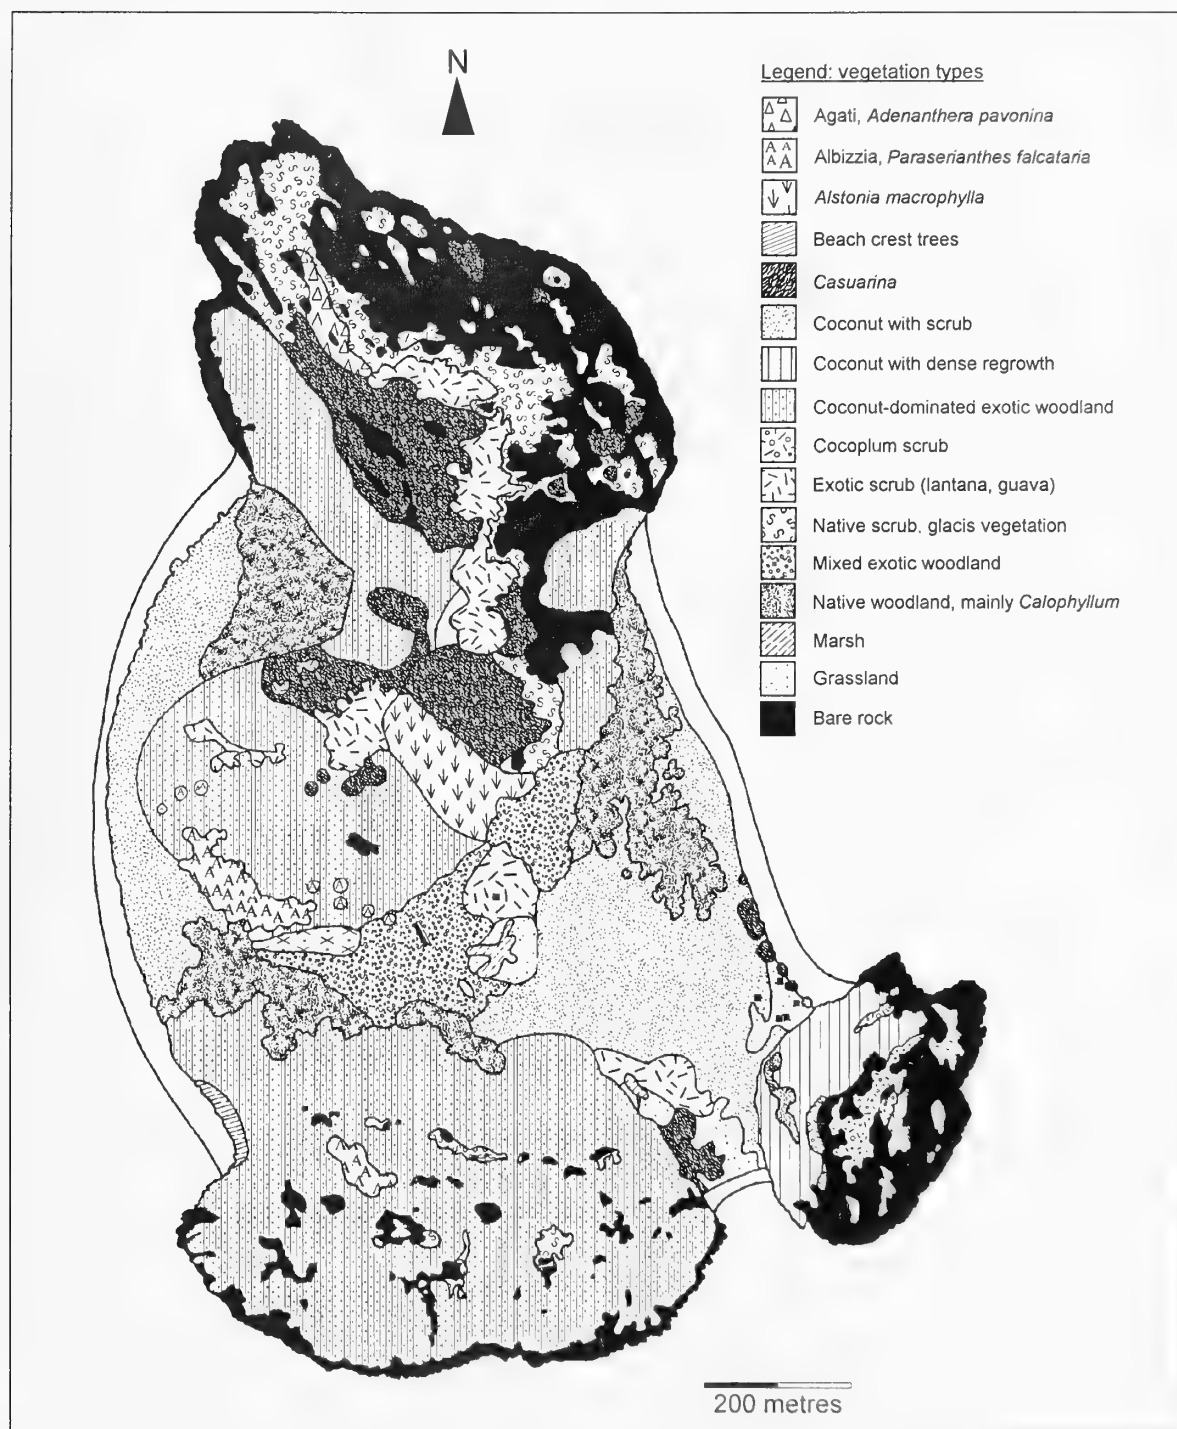 N
Legend: vegetation types
Agati, Adenanthera pavonina
Albizzia, Paraserianthes falcataria
Alstonia macrophylla
Beach crest trees
Casuarina
Coconut with scrub
Coconut with dense regrowth
Coconut-dominated exotic woodland
Cocoplum scrub
Exotic scrub (lantana, guava)
Native scrub, glacis vegetation
Mixed exotic woodland
Native woodland, mainly Calophyllum
Marsh
Grassland
Bare rock
200 metres